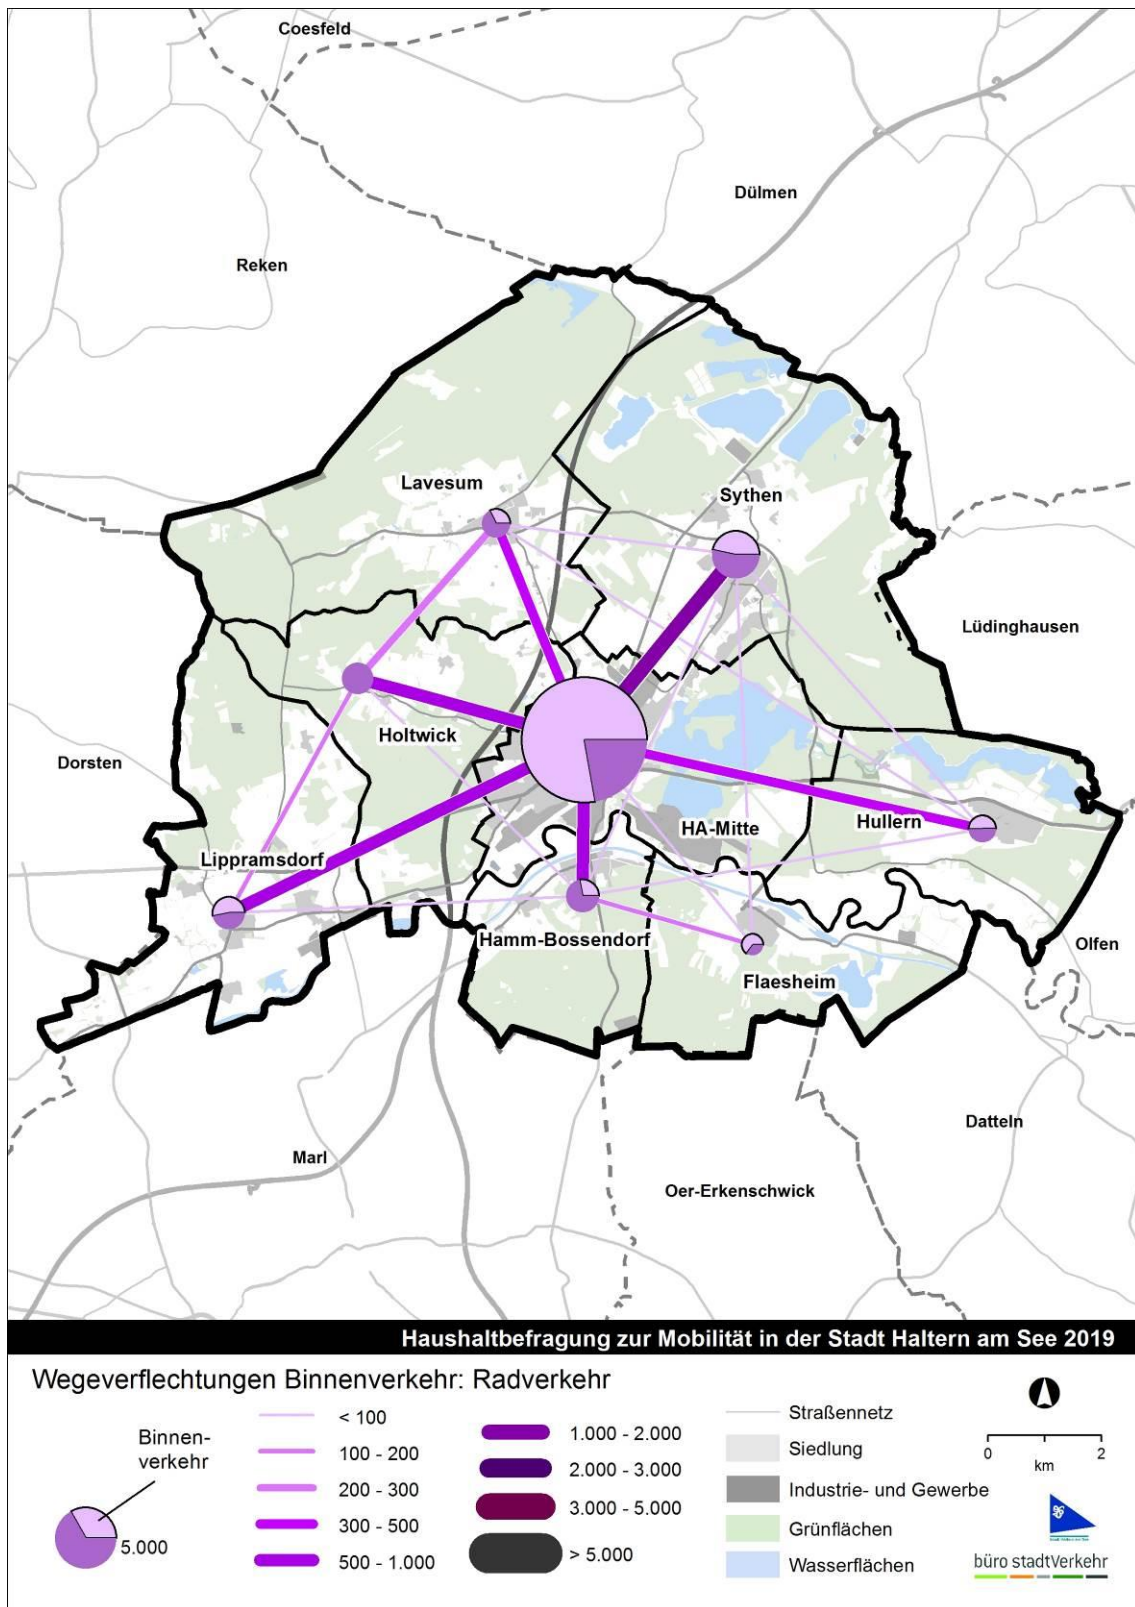 Coesfeld
Dülmen
Reken
Lavesum
Sythen
Lüdinghausen
Holtwick
Dorsten
Hullern
HA-Mitte
Lippramsdorf
Hamm-Bossendorf
Olfen
Flaesheim
Datteln
Marl
Oer-Erkenschwick
Haushaltbefragung zur Mobilität in der Stadt Haltern am See 2019
Wegeverflechtungen Binnenverkehr: Radverkehr
Binnen-
verkehr
5.000
< 100
100 - 200
200 - 300
300 - 500
500 - 1.000
1.000 - 2.000
2.000 - 3.000
3.000 - 5.000
> 5.000
Straßennetz
Siedlung
Industrie- und Gewerbe
Grünflächen
Wasserflächen
0 2
km
büro stadtVerkehr